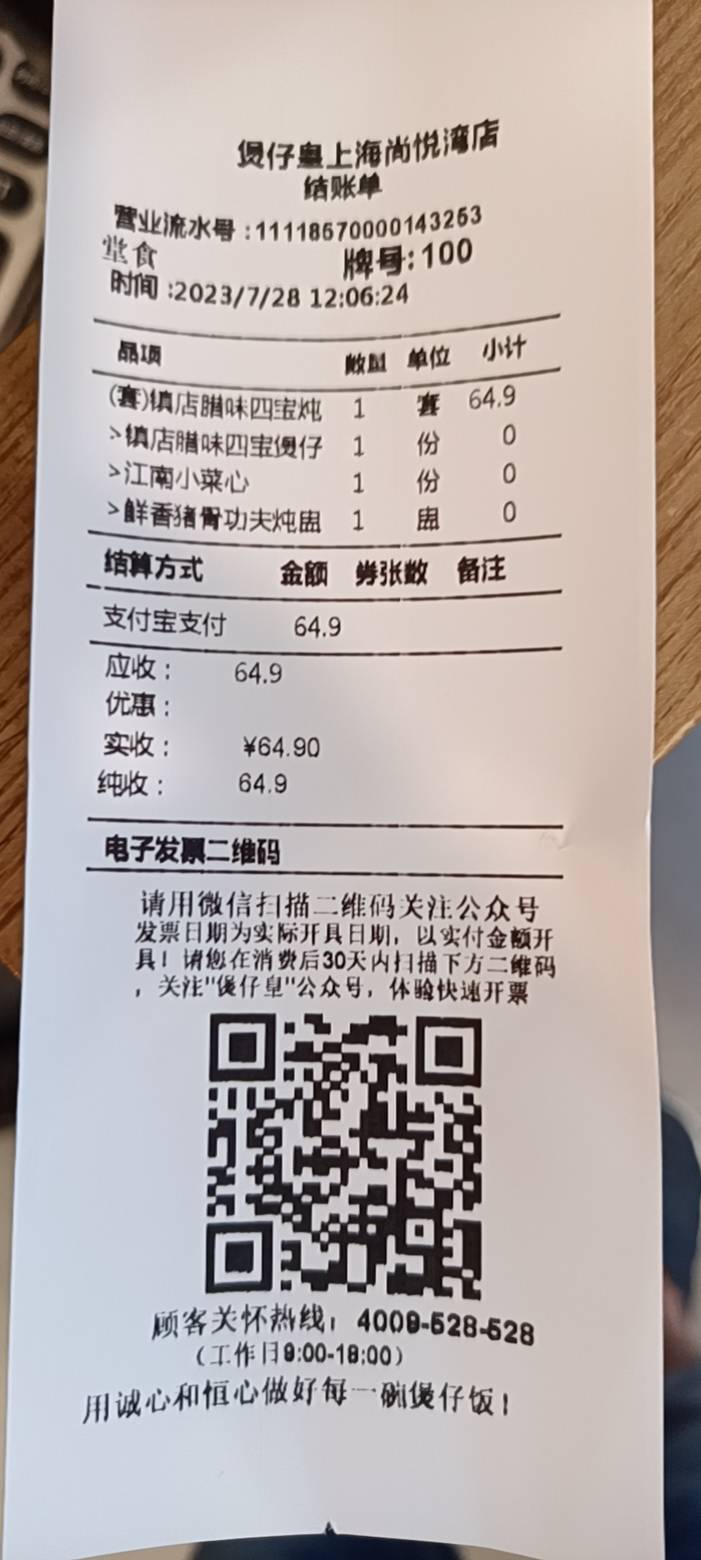 煲仔皇上海尚悦湾店
结账单
营业流水号:11118570000143253
堂食 牌号:100
时间:2023/7/28 12:06:24
品项 数量 单位 小计
(套)镇店腊味四宝炖 1 套 64.9
>镇店腊味四宝煲仔 1 份 0
>江南小菜心 1 份 0
>鲜香猪骨功夫炖盅 1 盅 0
结算方式 金额 券张数 备注
支付宝支付 64.9
应收： 64.9
优惠：
实收： ¥64.90
纯收： 64.9
电子发票二维码
请用微信扫描二维码关注公众号
发票日期为实际开具日期，以实付金额开
具！请您在消费后30天内扫描下方二维码
，关注"煲仔皇"公众号，体验快速开票
顾客关怀热线：4009-528-528
（工作日9:00-18:00）
用诚心和恒心做好每一碗煲仔饭！